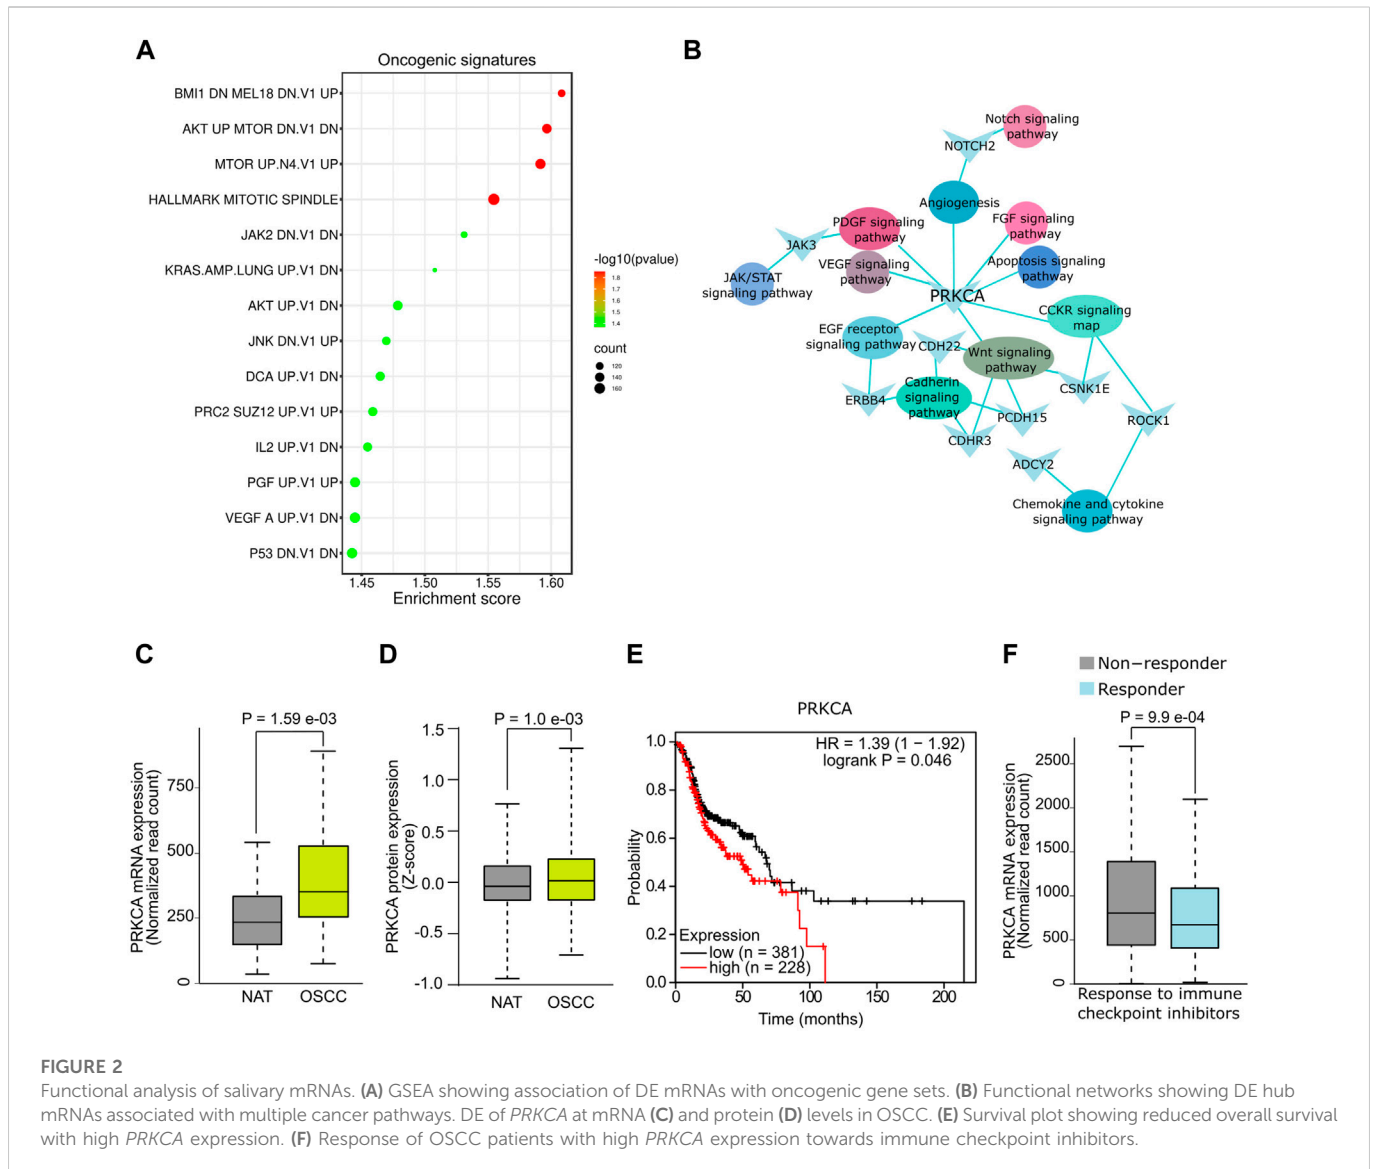 A
Oncogenic signatures
BMI1 DN MEL18 DN.V1 UP
AKT UP MTOR DN.V1 DN
MTOR UP.N4.V1 UP
HALLMARK MITOTIC SPINDLE
JAK2 DN.V1 DN
KRAS.AMP.LUNG UP.V1 DN
AKT UP.V1 DN
JNK DN.V1 UP
DCA UP.V1 DN
PRC2 SUZ12 UP.V1 UP
IL2 UP.V1 DN
PGF UP.V1 UP
VEGF A UP.V1 DN
P53 DN.V1 DN
1.45 1.50 1.55 1.60
Enrichment score
-log10(pvalue)
1.8
1.7
1.6
1.5
1.4
count
120
140
160
B
Notch signaling
pathway
NOTCH2
Angiogenesis
PDGF signaling
pathway
FGF signaling
pathway
JAK3
VEGF signaling
pathway
Apoptosis signaling
pathway
JAK/STAT
signaling pathway
PRKCA
CCKR signaling
map
EGF receptor
signaling pathway
CDH22
Wnt signaling
pathway
Cadherin
signaling
pathway
CSNK1E
ERBB4
PCDH15
ROCK1
CDHR3
ADCY2
Chemokine and cytokine
signaling pathway
C
P = 1.59 e-03
PRKCA mRNA expression
(Normalized read count)
750
500
250
0
NAT OSCC
D
P = 1.0 e-03
PRKCA protein expression
(Z-score)
1.5
1.0
0.5
0.0
-0.5
-1.0
NAT OSCC
E
PRKCA
HR = 1.39 (1 − 1.92)
logrank P = 0.046
Probability
1.0
0.8
0.6
0.4
0.2
0.0
Expression
low (n = 381)
high (n = 228)
0 50 100 150 200
Time (months)
F
Non−responder
Responder
P = 9.9 e-04
PRKCA mRNA expression
(Normalized read count)
2500
2000
1500
1000
500
0
Response to immune
checkpoint inhibitors
FIGURE 2
Functional analysis of salivary mRNAs. (A) GSEA showing association of DE mRNAs with oncogenic gene sets. (B) Functional networks showing DE hub
mRNAs associated with multiple cancer pathways. DE of PRKCA at mRNA (C) and protein (D) levels in OSCC. (E) Survival plot showing reduced overall survival
with high PRKCA expression. (F) Response of OSCC patients with high PRKCA expression towards immune checkpoint inhibitors.